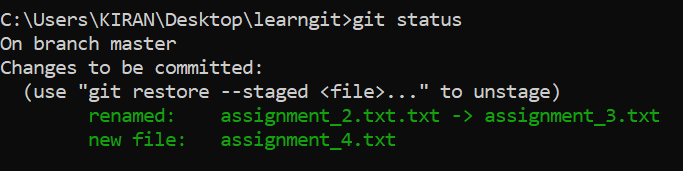 C:\Users\KIRAN\Desktop\learngit>git status
On branch master
Changes to be committed:
  (use "git restore --staged <file>..." to unstage)
        renamed:    assignment_2.txt.txt -> assignment_3.txt
        new file:   assignment_4.txt